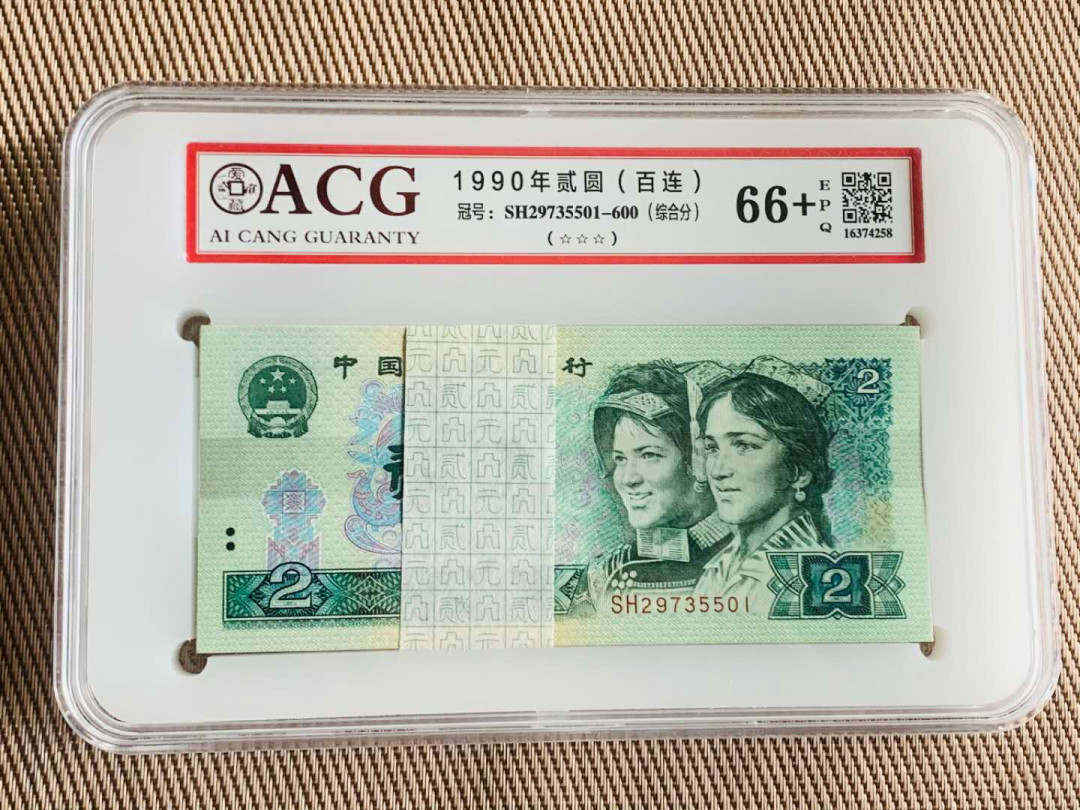 ACG
AI CANG GUARANTY
1990年贰圆(百连)
冠号:SH29735501-600(综合分)
(☆☆☆)
66+
EPQ
16374258
中国
行
2
2
SH29735501
2